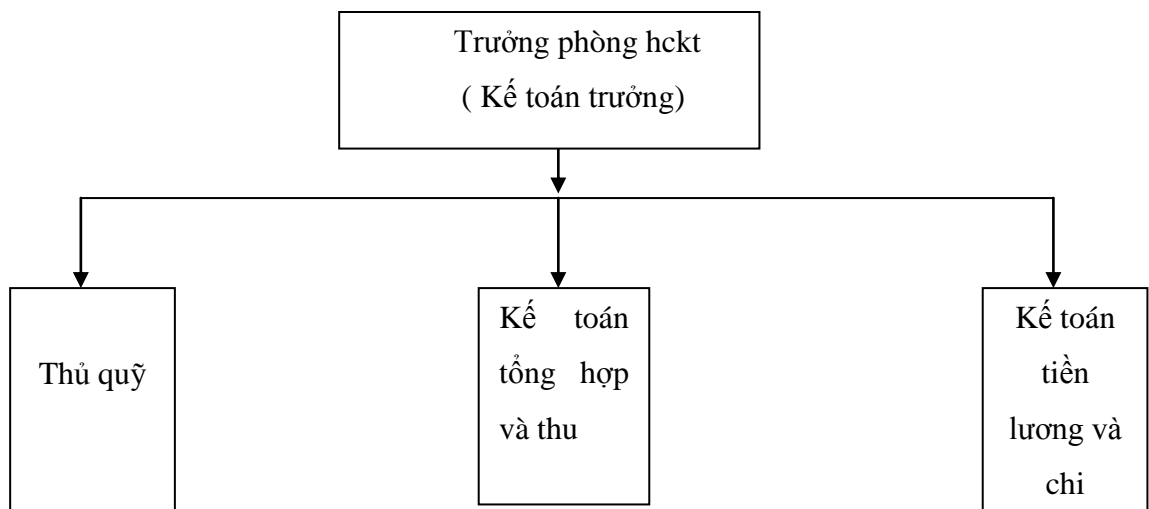 Trưởng phòng hckt
( Kế toán trưởng)
Thủ quỹ
Kế toán
tổng hợp
và thu
Kế toán
tiền
lương và
chi